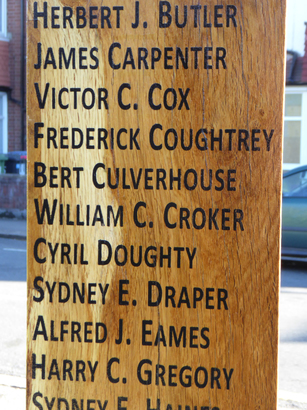 HERBERT J. BUTLER
JAMES CARPENTER
VICTOR C. COX
FREDERICK COUGHTREY
BERT CULVERHOUSE
WILLIAM C. CROKER
CYRIL DOUGHTY
SYDNEY E. DRAPER
ALFRED J. EAMES
HARRY C. GREGORY
SYDNEY E.